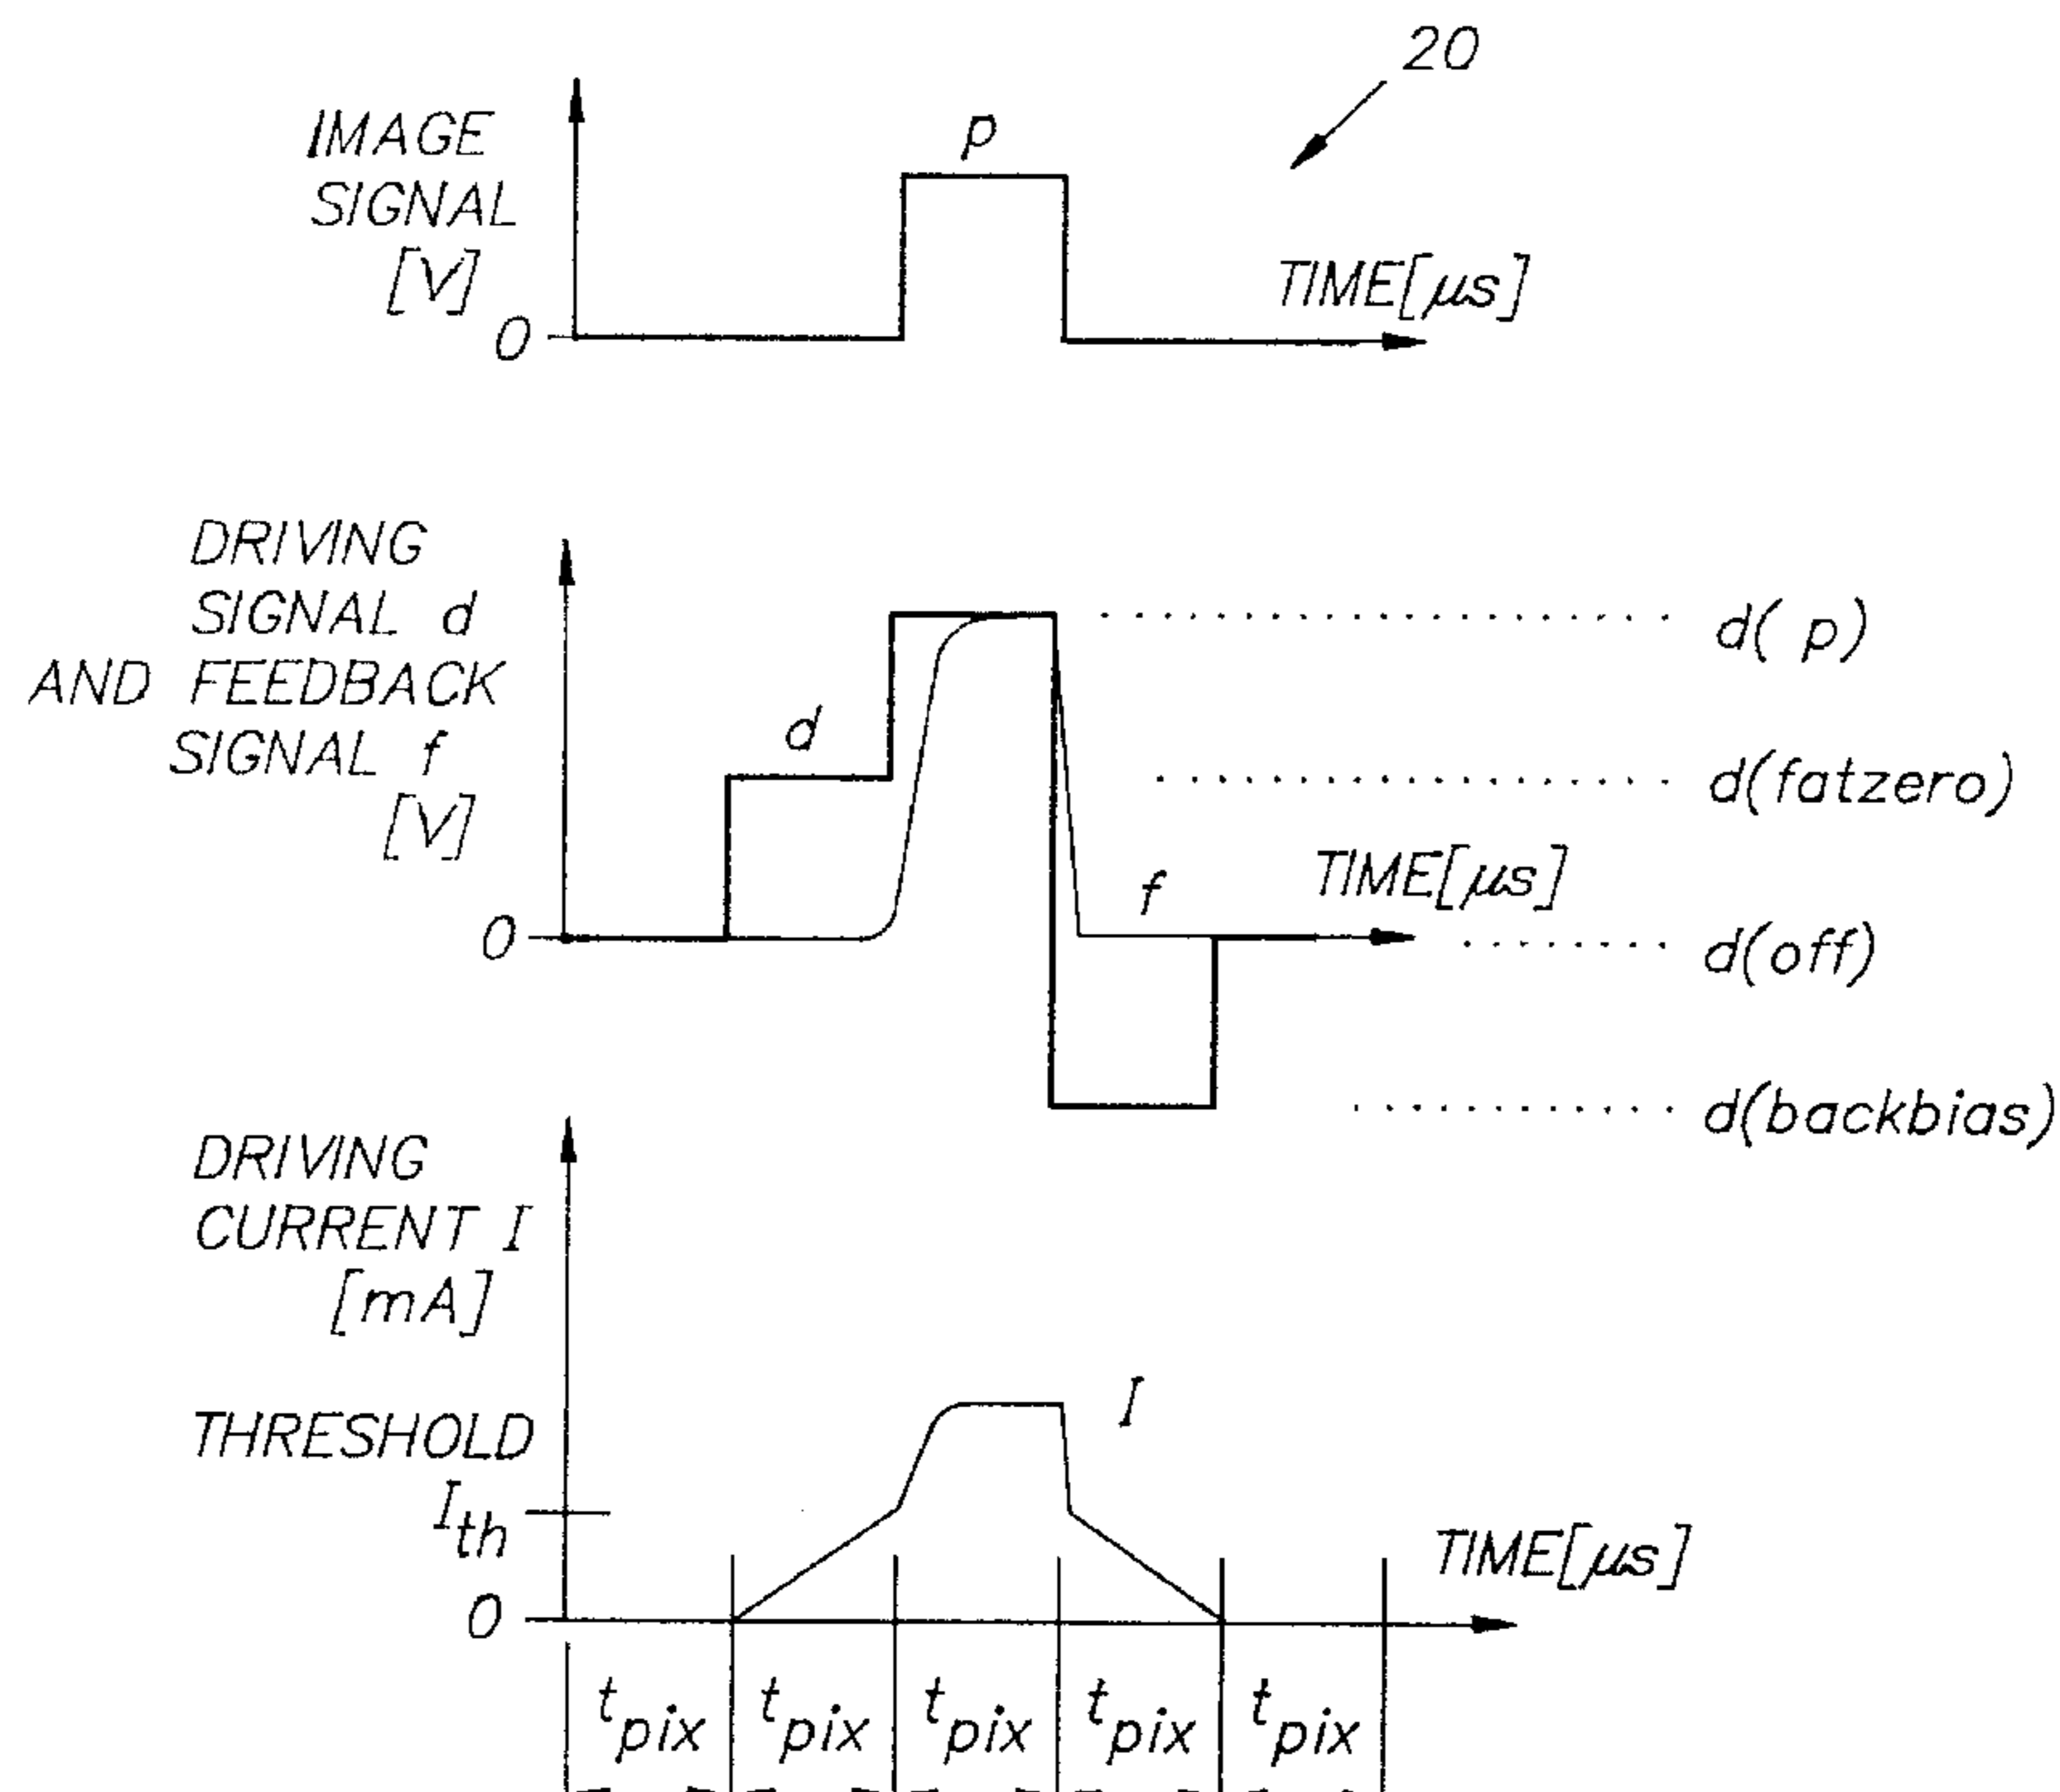 20
IMAGE
SIGNAL
[V]
p
TIME[µs]
0
DRIVING
SIGNAL d
AND FEEDBACK
SIGNAL f
[V]
d
d( p)
d(fatzero)
TIME[µs]
f
0
d(off)
d(backbias)
DRIVING
CURRENT I
[mA]
I
THRESHOLD
Ith
TIME[µs]
0
tpix tpix tpix tpix tpix